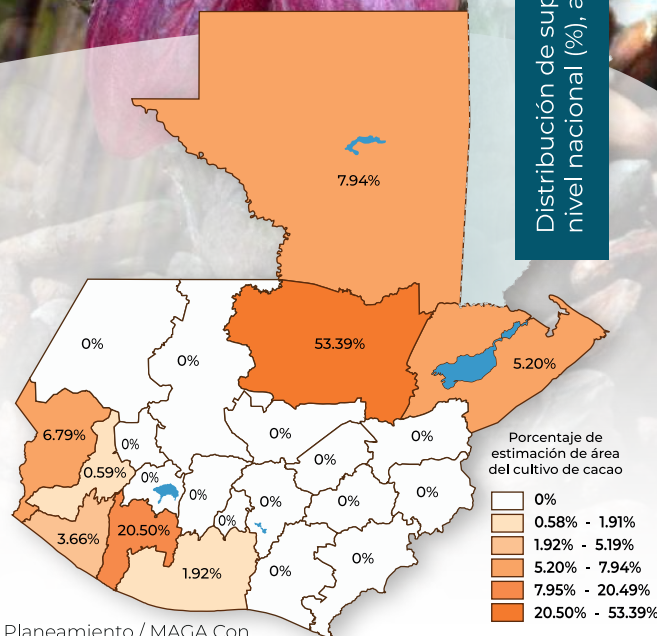 Distribución de sup
nivel nacional (%), a
7.94%
53.39%
5.20%
0%
0%
6.79%
0%
0.59%
0%
0%
0%
0%
0%
0%
0%
0%
0%
3.66%
20.50%
1.92%
0%
0%
Porcentaje de
estimación de área
del cultivo de cacao
0%
0.58% - 1.91%
1.92% - 5.19%
5.20% - 7.94%
7.95% - 20.49%
20.50% - 53.39%
Planeamiento / MAGA Con